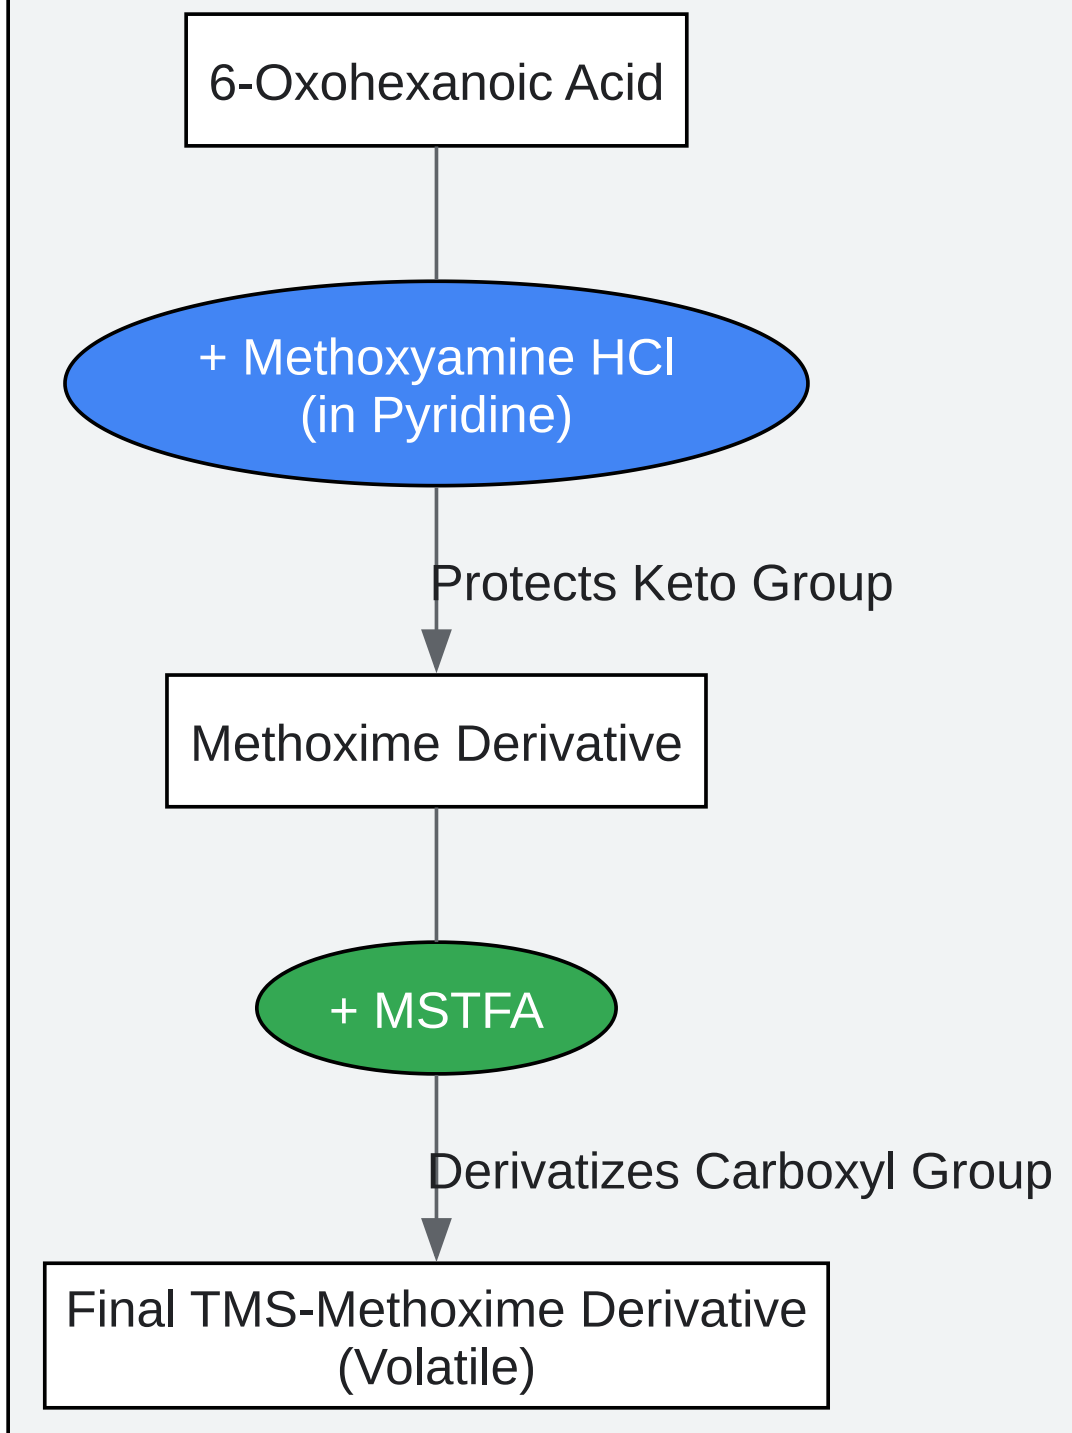 6-Oxohexanoic Acid
+ Methoxyamine HCl
(in Pyridine)
Protects Keto Group
Methoxime Derivative
+ MSTFA
Derivatizes Carboxyl Group
Final TMS-Methoxime Derivative
(Volatile)